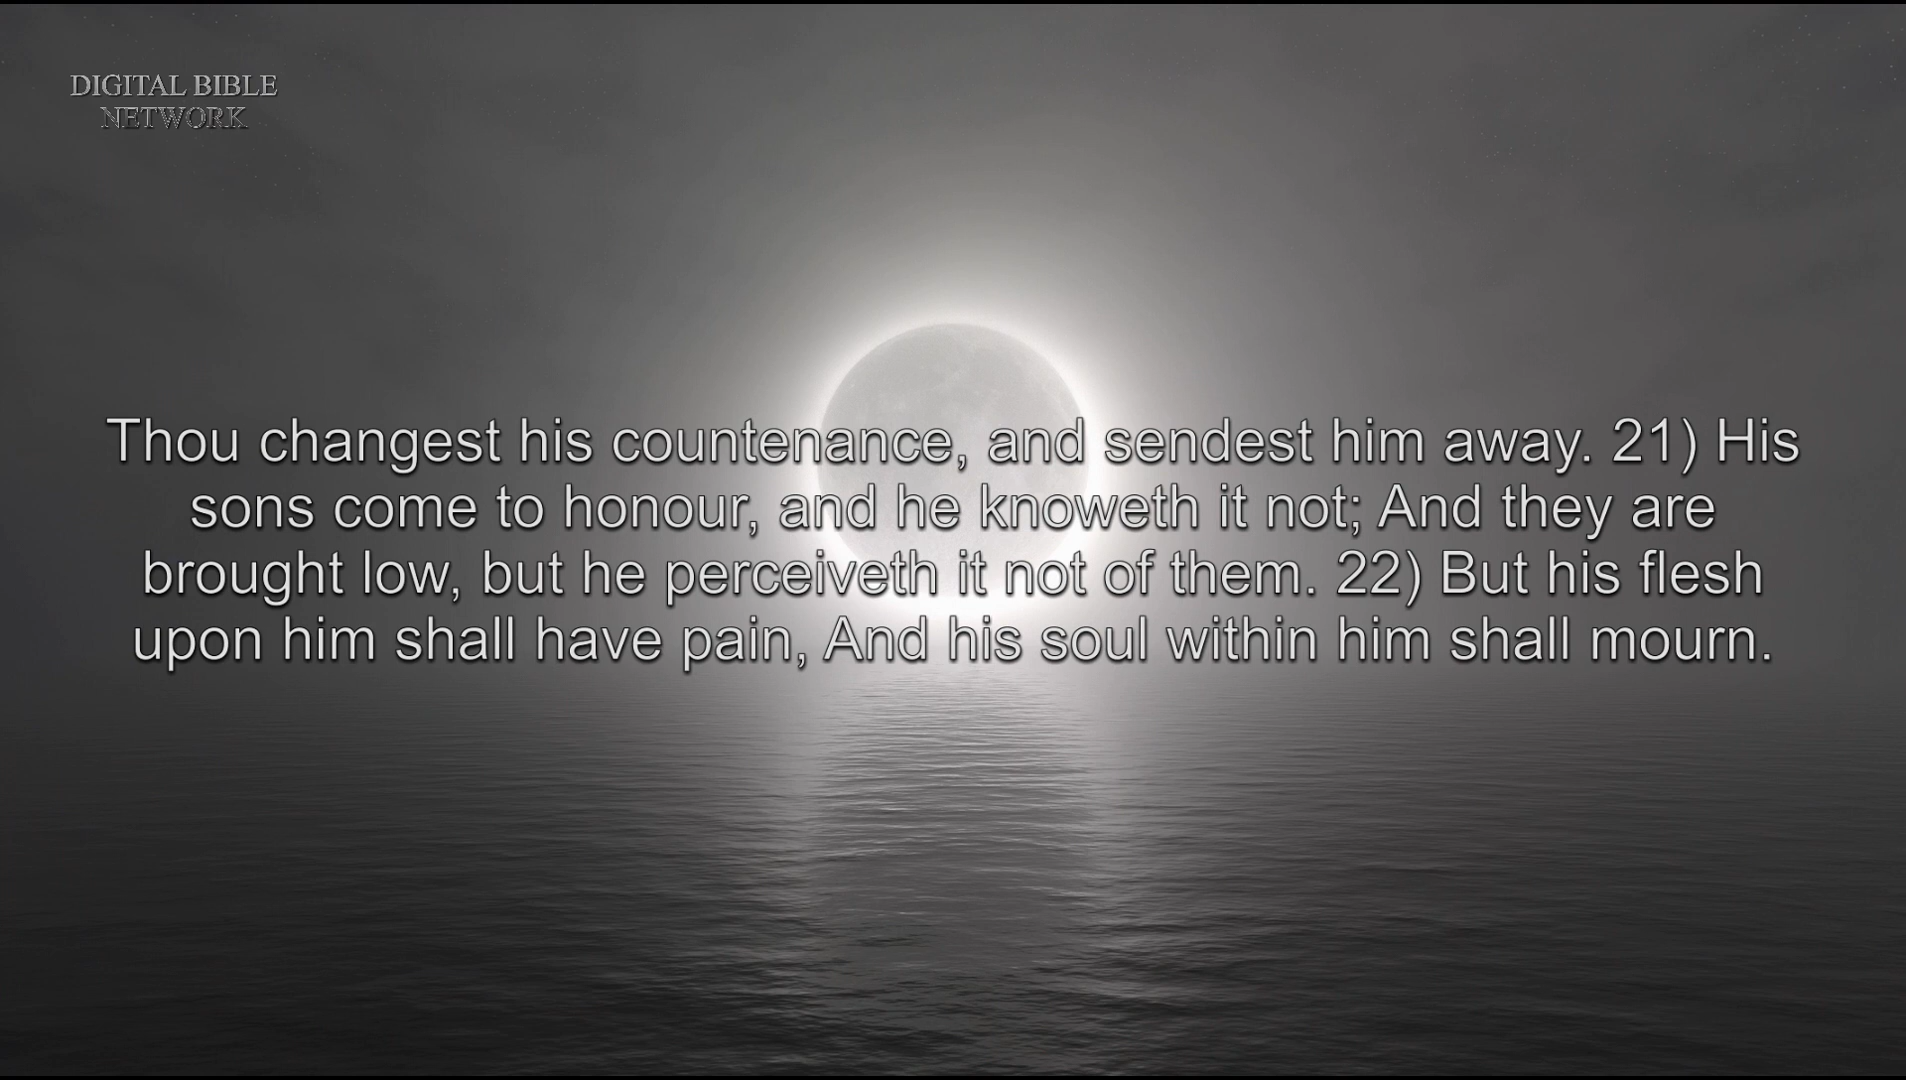 DIGITAL BIBLE
NETWORK
Thou changest his countenance, and sendest him away. 21) His
sons come to honour, and he knoweth it not; And they are
brought low, but he perceiveth it not of them. 22) But his flesh
upon him shall have pain, And his soul within him shall mourn.